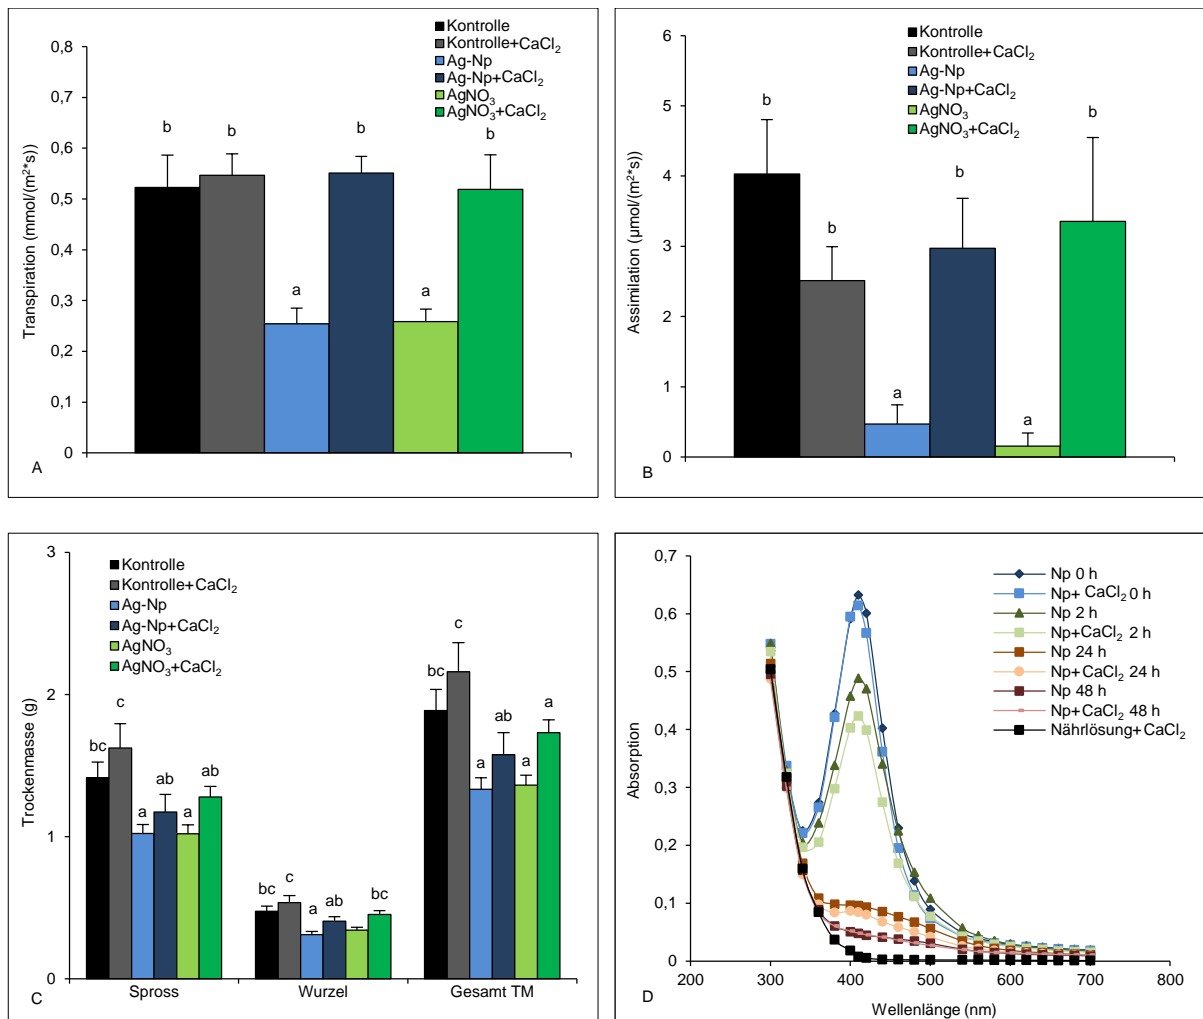 Kontrolle
Kontrolle+CaCl₂
Ag-Np
Ag-Np+CaCl₂
AgNO₃
AgNO₃+CaCl₂
0,8
0,7
0,6
0,5
0,4
0,3
0,2
0,1
0
Transpiration (mmol/(m²*s))
b
b
a
b
a
b
A
Kontrolle
Kontrolle+CaCl₂
Ag-Np
Ag-Np+CaCl₂
AgNO₃
AgNO₃+CaCl₂
6
5
4
3
2
1
0
Assimilation (µmol/(m²*s))
b
b
a
b
a
b
B
3
2
1
0
Trockenmasse (g)
Kontrolle
Kontrolle+CaCl₂
Ag-Np
Ag-Np+CaCl₂
AgNO₃
AgNO₃+CaCl₂
bc
c
a
ab
a
ab
bc
c
a
ab
bc
bc
c
a
ab
a
a
Spross
Wurzel
Gesamt TM
C
0,7
0,6
0,5
0,4
0,3
0,2
0,1
0
Absorption
Np 0 h
Np+ CaCl₂ 0 h
Np 2 h
Np+CaCl₂ 2 h
Np 24 h
Np+CaCl₂ 24 h
Np 48 h
Np+CaCl₂ 48 h
Nährlösung+CaCl₂
200 300 400 500 600 700 800
Wellenlänge (nm)
D